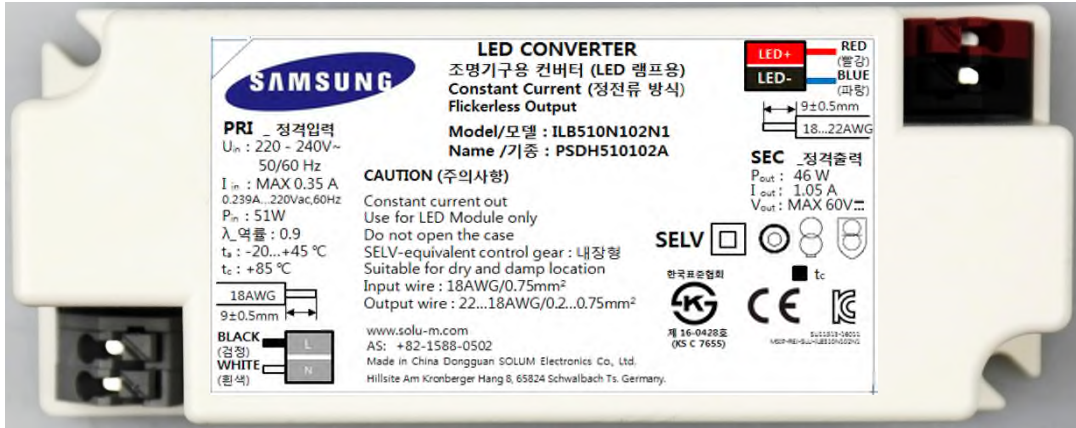 SAMSUNG
LED CONVERTER
조명기구용 컨버터 (LED 램프용)
Constant Current (정전류 방식)
Flickerless Output
Model/모델 : ILB510N102N1
Name /기종 : PSDH510102A
LED+
LED-
RED
(빨강)
BLUE
(파랑)
9±0.5mm
18...22AWG
PRI _ 정격입력
Uin : 220 - 240V~
50/60 Hz
I in : MAX 0.35 A
0.239A...220Vac,60Hz
Pin : 51W
λ_역률 : 0.9
ta : -20...+45 ℃
tc : +85 ℃
18AWG
9±0.5mm
BLACK
(검정)
WHITE
(흰색)
L
N
CAUTION (주의사항)
Constant current out
Use for LED Module only
Do not open the case
SELV-equivalent control gear : 내장형
Suitable for dry and damp location
Input wire : 18AWG/0.75mm²
Output wire : 22...18AWG/0.2...0.75mm²
www.solu-m.com
AS: +82-1588-0502
Made in China Dongguan SOLUM Electronics Co., Ltd.
Hillsite Am Kronberger Hang 8, 65824 Schwalbach Ts. Germany.
SEC _정격출력
Pout : 46 W
I out : 1.05 A
Vout : MAX 60V⎓
SELV
tc
한국표준협회
제 16-0428호
(KS C 7655)
CE